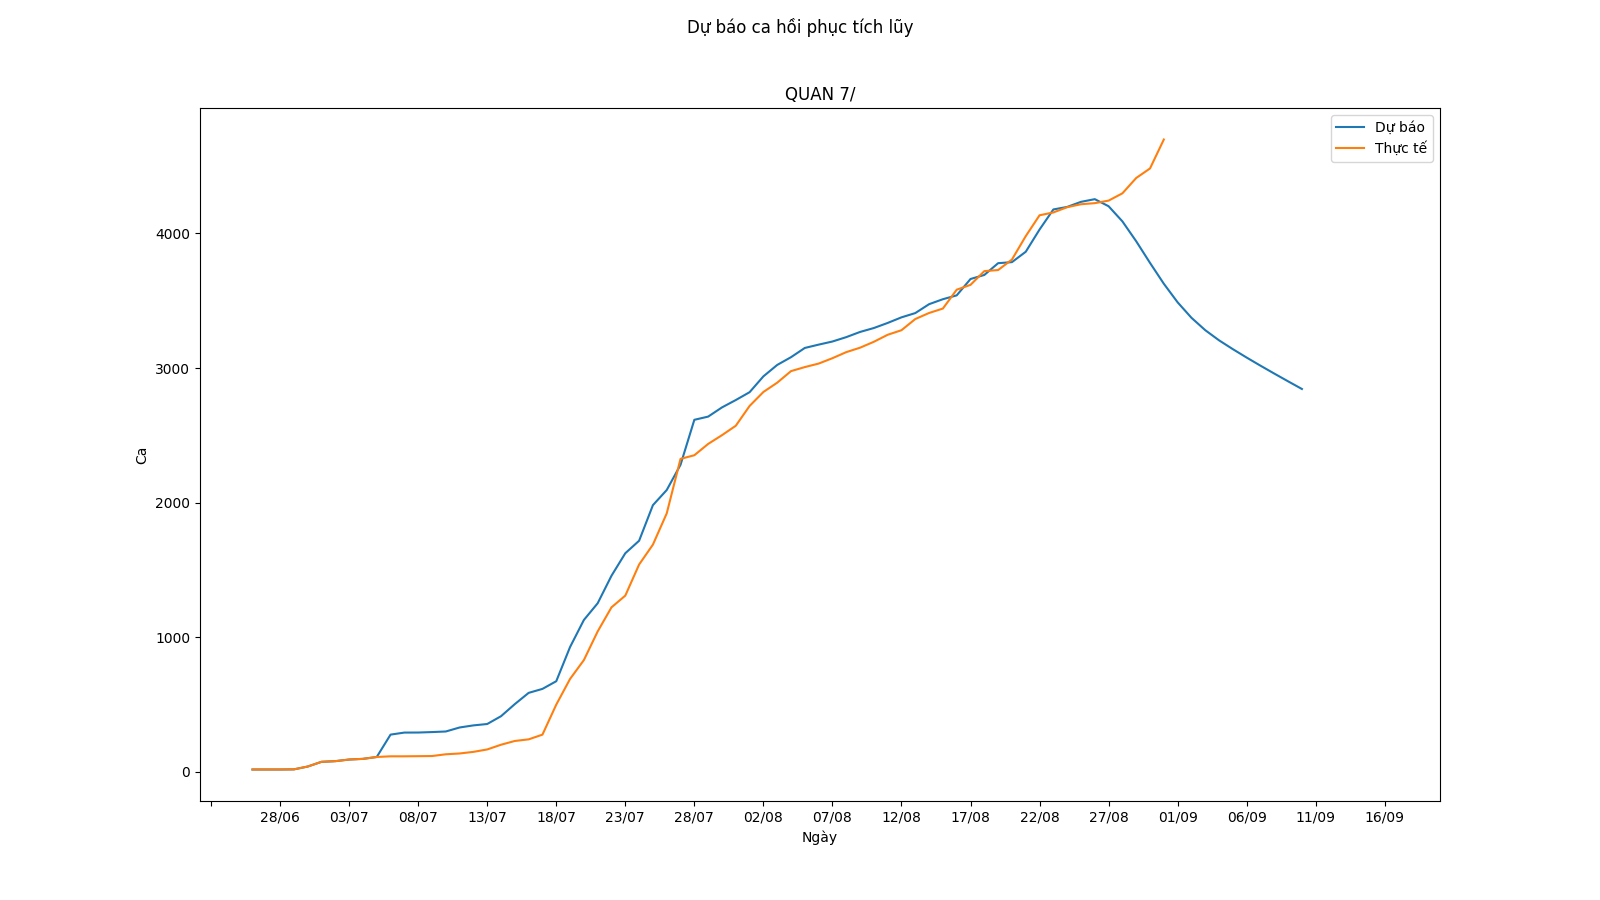 Dự báo ca hồi phục tích lũy
QUAN 7/
Dự báo
Thực tế
4000
3000
2000
1000
0
Ca
28/06 03/07 08/07 13/07 18/07 23/07 28/07 02/08 07/08 12/08 17/08 22/08 27/08 01/09 06/09 11/09 16/09
Ngày